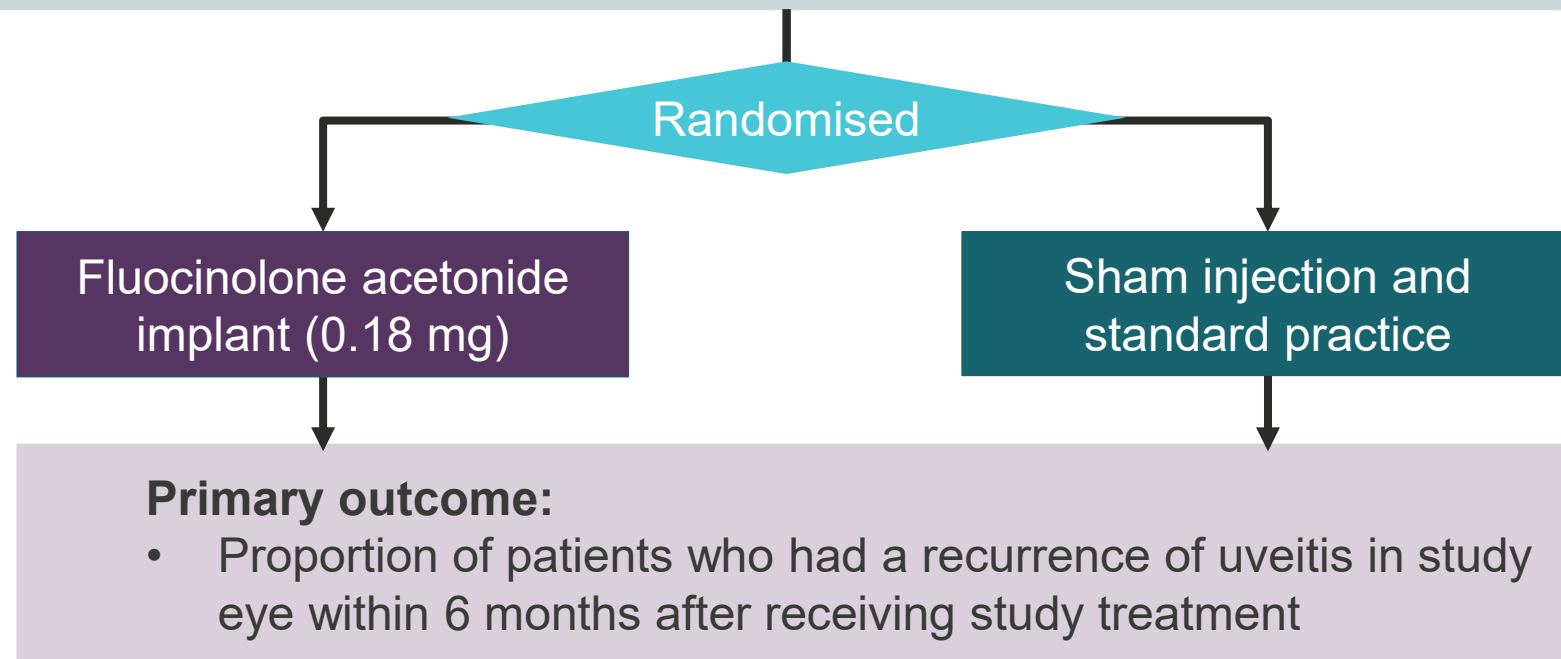 Randomised
Fluocinolone acetonide
implant (0.18 mg)
Sham injection and
standard practice
Primary outcome:
• Proportion of patients who had a recurrence of uveitis in study
eye within 6 months after receiving study treatment